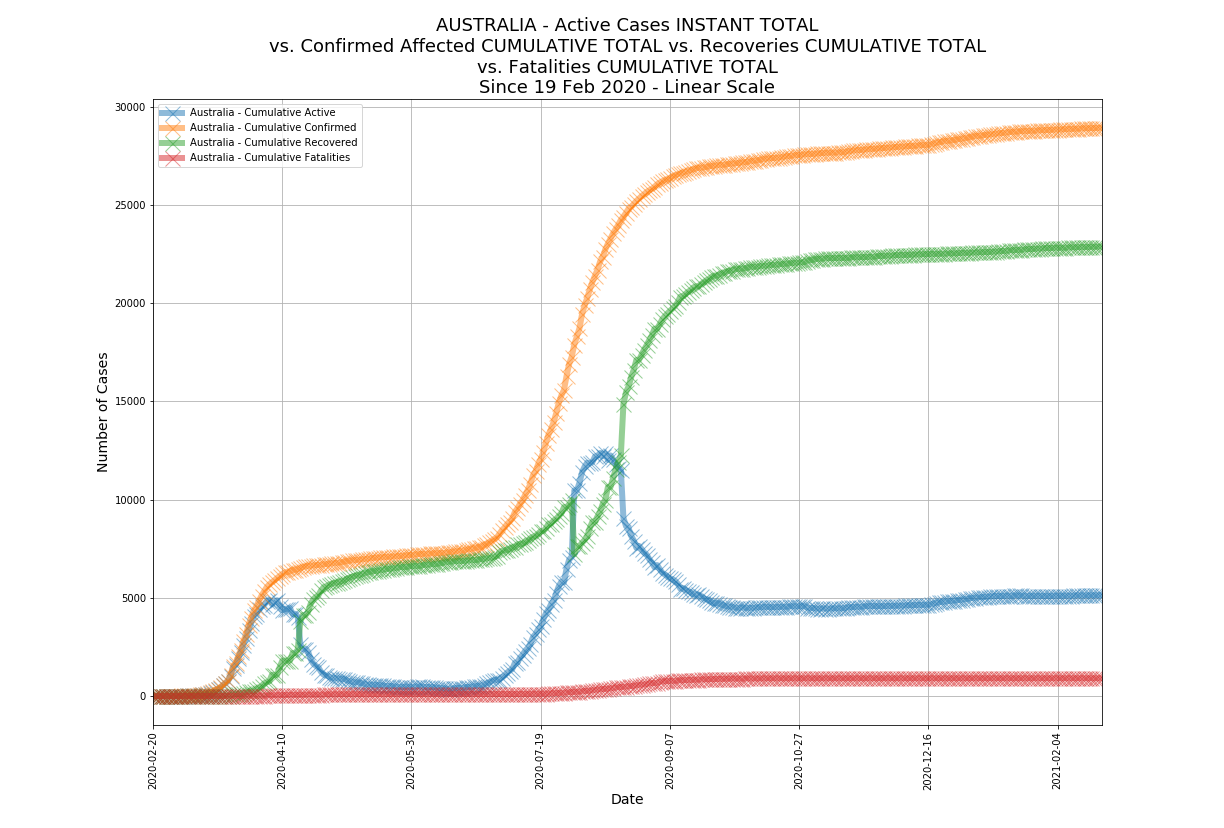 AUSTRALIA - Active Cases INSTANT TOTAL
vs. Confirmed Affected CUMULATIVE TOTAL vs. Recoveries CUMULATIVE TOTAL
vs. Fatalities CUMULATIVE TOTAL
Since 19 Feb 2020 - Linear Scale
Australia - Cumulative Active
Australia - Cumulative Confirmed
Australia - Cumulative Recovered
Australia - Cumulative Fatalities
Number of Cases
30000
25000
20000
15000
10000
5000
0
2020-02-20
2020-04-10
2020-05-30
2020-07-19
2020-09-07
2020-10-27
2020-12-16
2021-02-04
Date